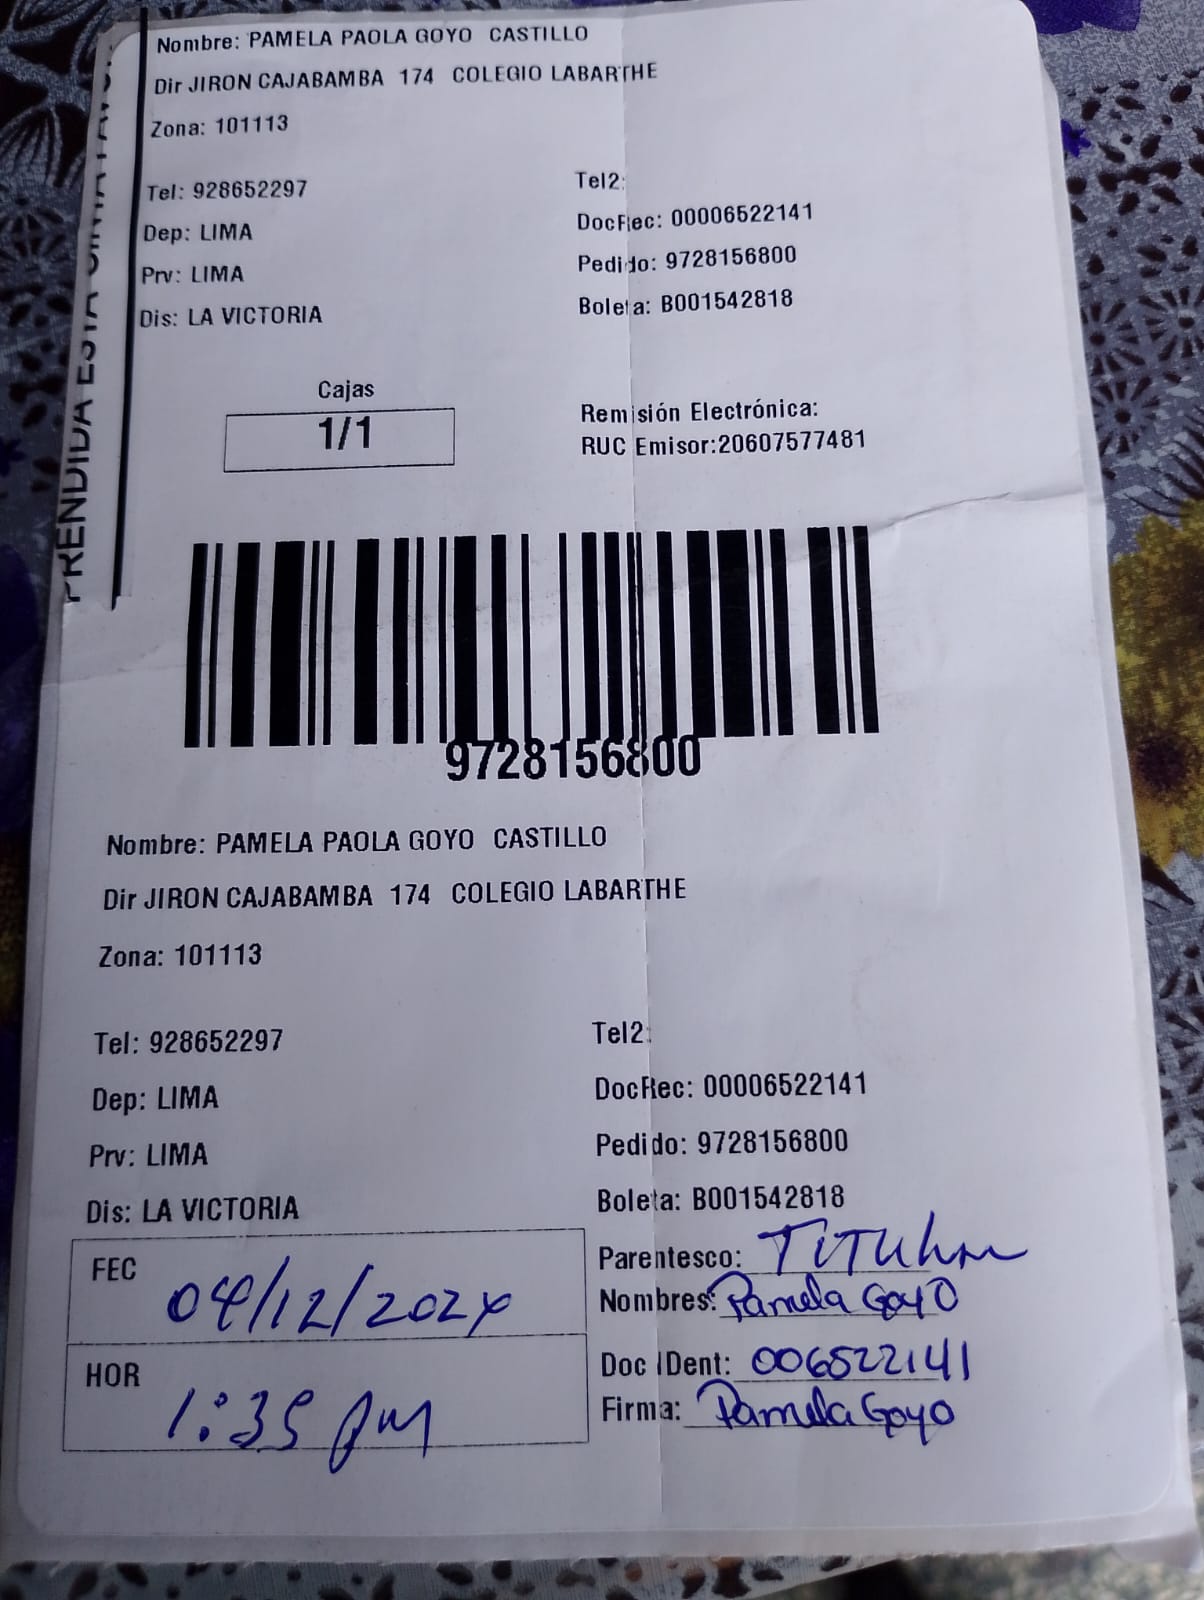 Nombre: PAMELA PAOLA GOYO CASTILLO
Dir JIRON CAJABAMBA 174 COLEGIO LABARTHE
Zona: 101113
Tel: 928652297
Tel2:
Dep: LIMA
DocRec: 00006522141
Prv: LIMA
Pedido: 9728156800
Dis: LA VICTORIA
Boleta: B001542818
Cajas
1/1
Remisión Electrónica:
RUC Emisor:20607577481
9728156800
Nombre: PAMELA PAOLA GOYO CASTILLO
Dir JIRON CAJABAMBA 174 COLEGIO LABARTHE
Zona: 101113
Tel: 928652297
Tel2:
Dep: LIMA
DocRec: 00006522141
Prv: LIMA
Pedido: 9728156800
Dis: LA VICTORIA
Boleta: B001542818
FEC 04/12/2024
HOR 1:35 pm
Parentesco: Titular
Nombres: Pamela Goyo
Doc IDent: 006522141
Firma: Pamela Goyo
PRENDIDA ESTA CINTA